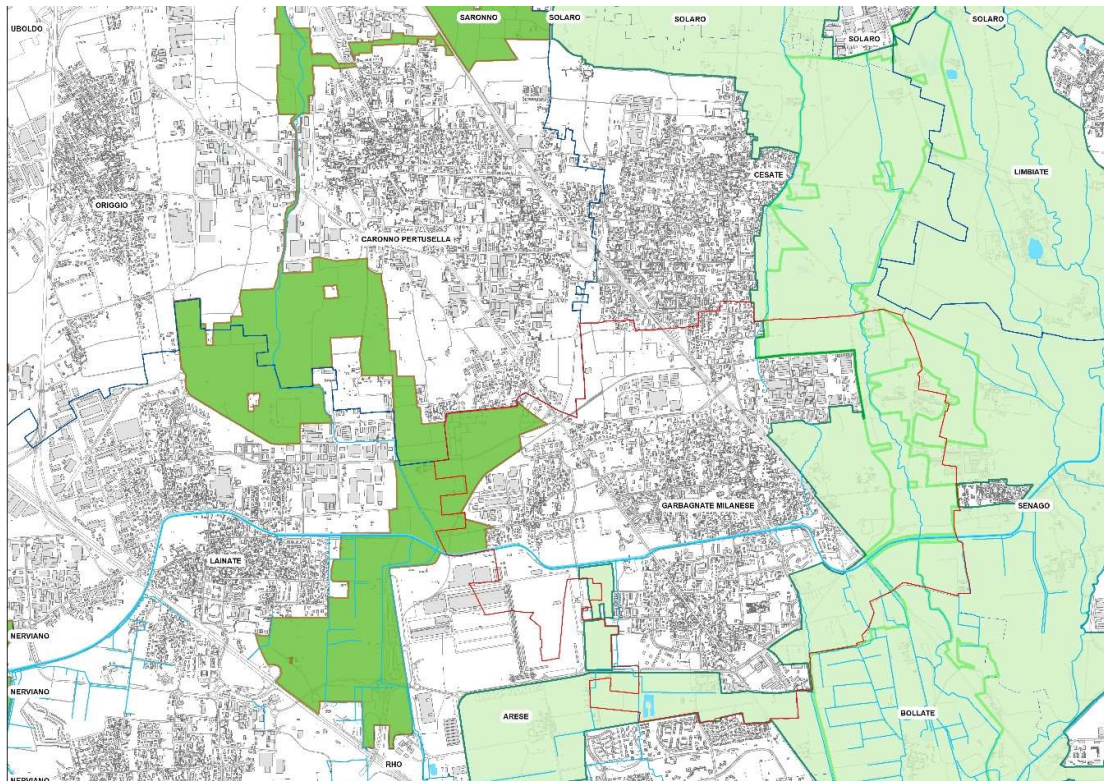 SARONNO
SOLARO
SOLARO
SOLARO
UBOLDO
SOLARO
CESATE
LIMBIATE
ORIGGIO
CARONNO PERTUSELLA
GARBAGNATE MILANESE
SENAGO
LAINATE
NERVIANO
NERVIANO
ARESE
BOLLATE
RHO
NERVIANO